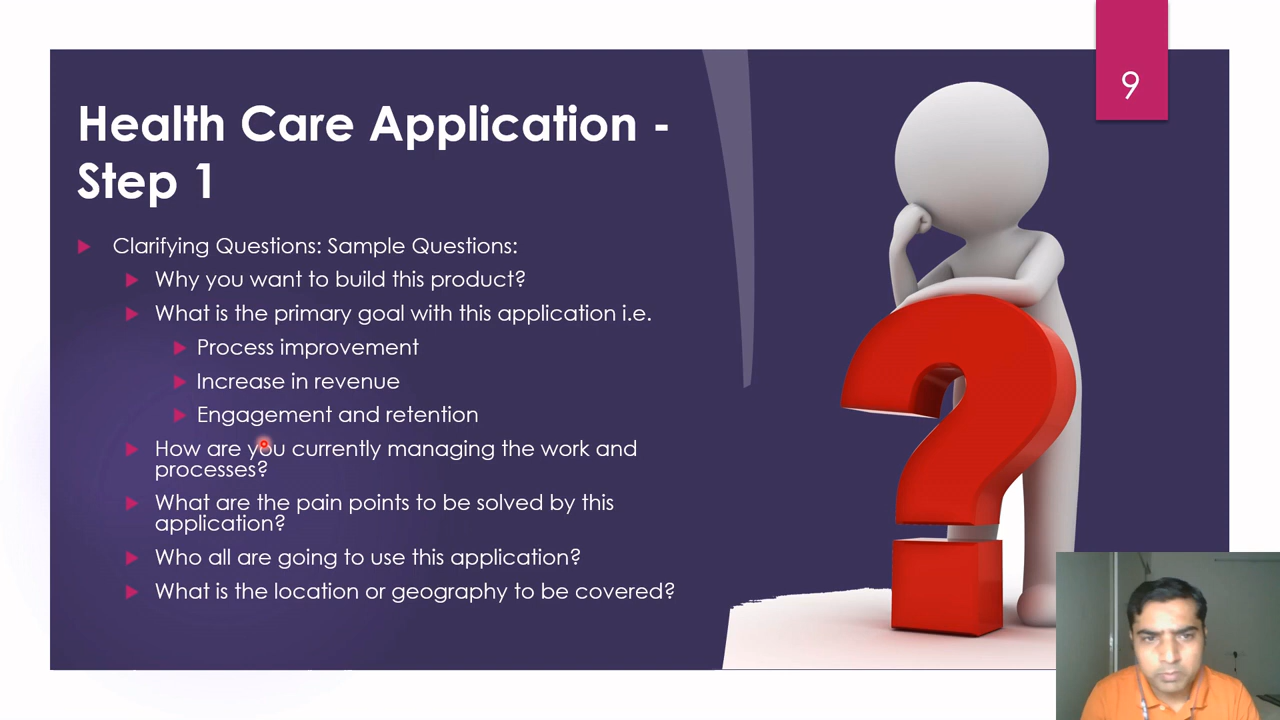 9
Health Care Application -
Step 1
Clarifying Questions: Sample Questions:
Why you want to build this product?
What is the primary goal with this application i.e.
Process improvement
Increase in revenue
Engagement and retention
How are you currently managing the work and
processes?
What are the pain points to be solved by this
application?
Who all are going to use this application?
What is the location or geography to be covered?